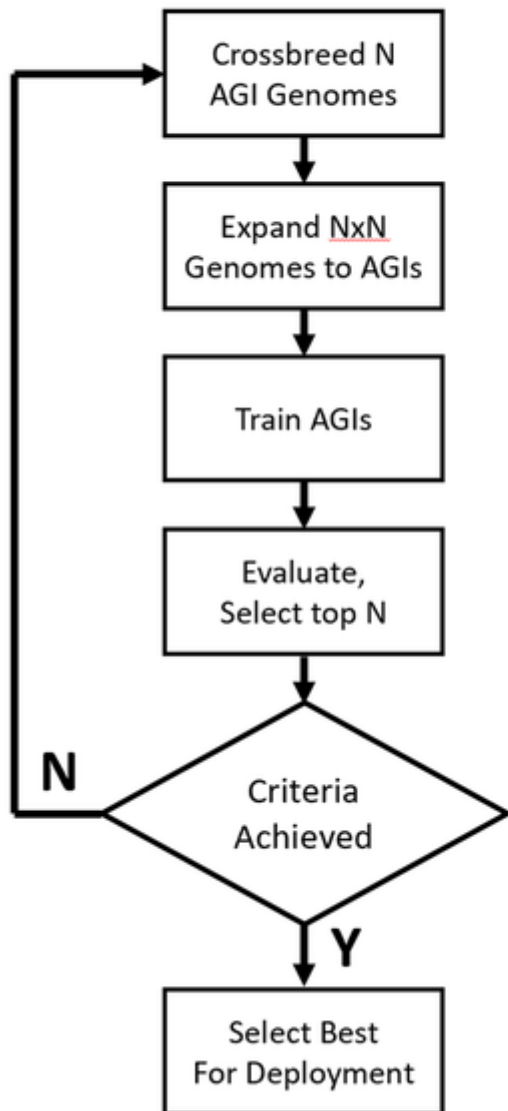 Crossbreed N
AGI Genomes
Expand NxN
Genomes to AGIs
Train AGIs
Evaluate,
Select top N
N
Criteria
Achieved
Y
Select Best
For Deployment